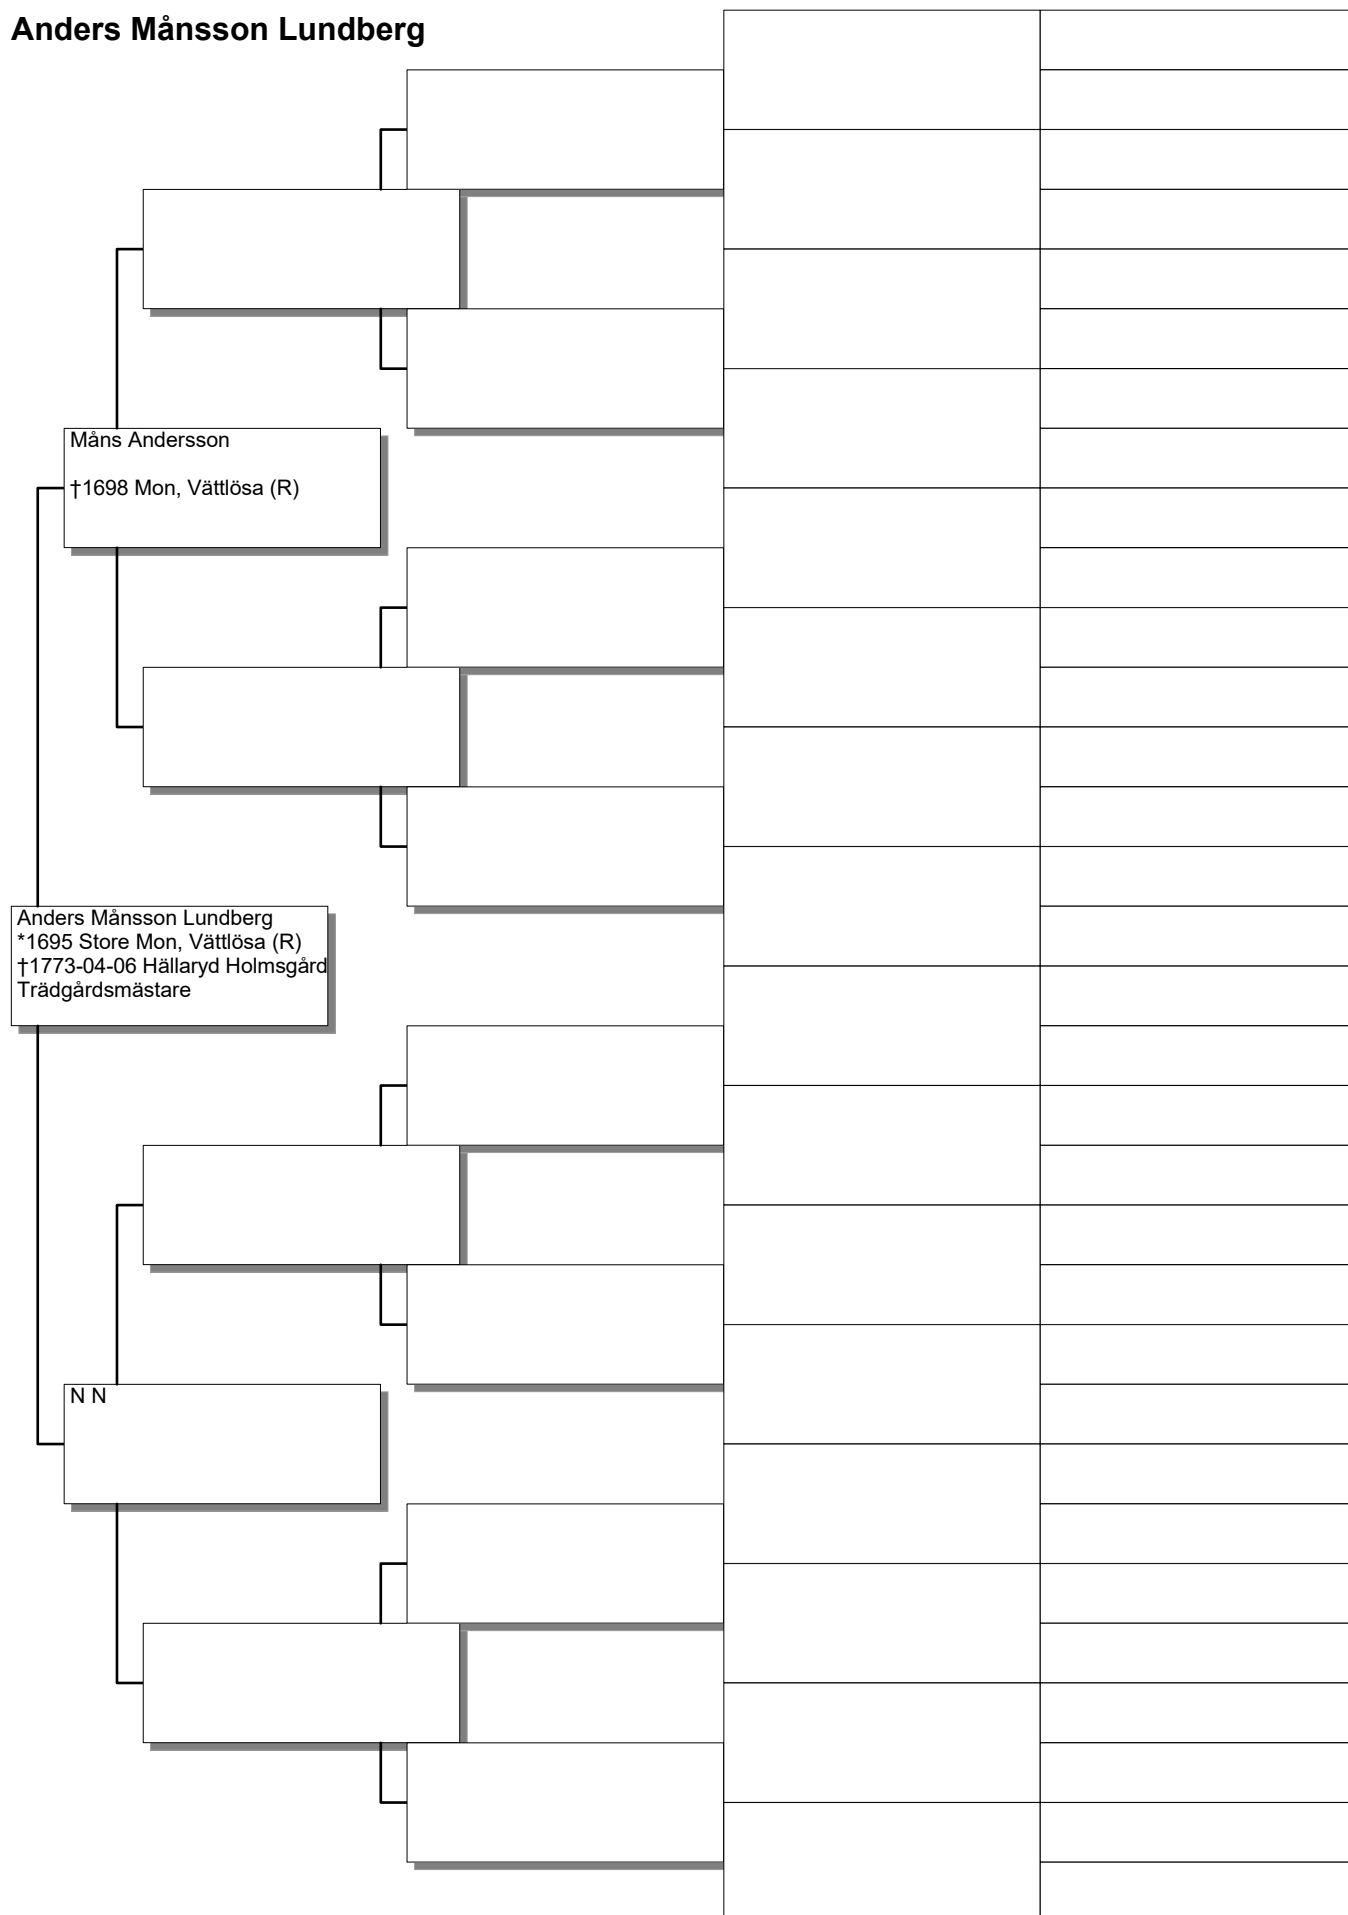 Anders Månsson Lundberg
Måns Andersson
†1698 Mon, Vättlösa (R)
Anders Månsson Lundberg
*1695 Store Mon, Vättlösa (R)
†1773-04-06 Hällaryd Holmsgård
Trädgårdsmästare
N N